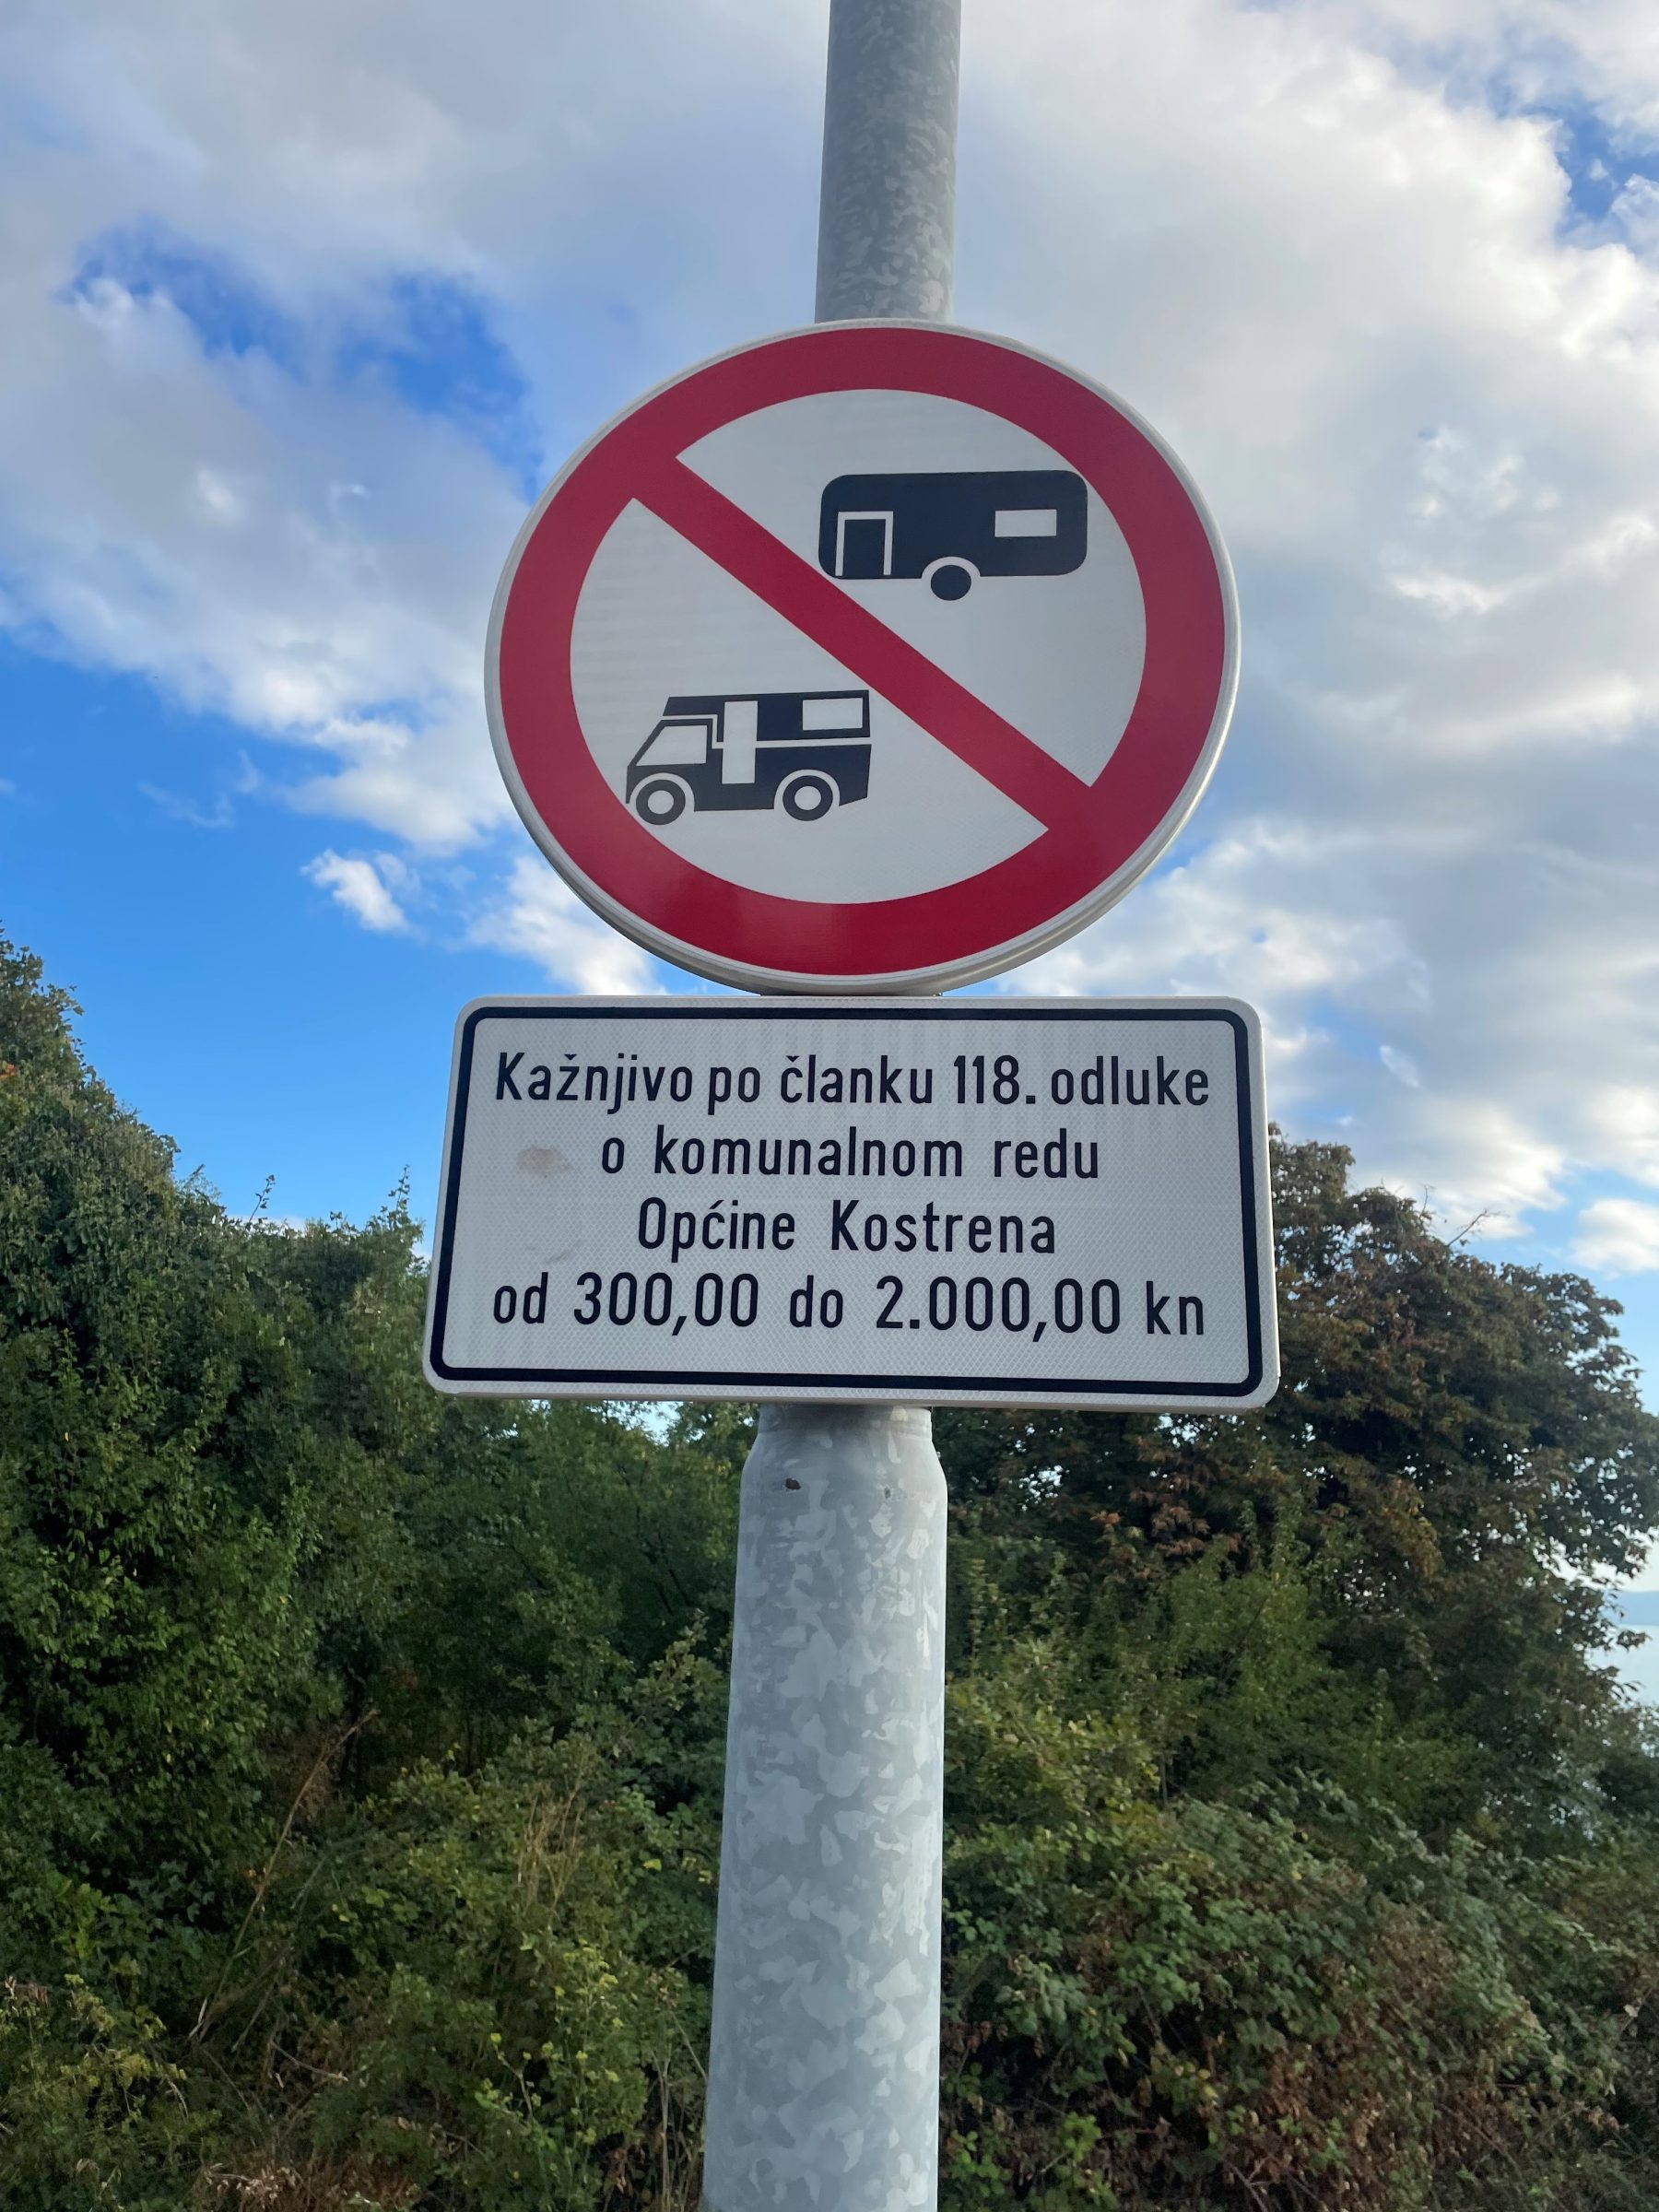 Kažnjivo po članku 118. odluke
o komunalnom redu
Općine Kostrena
od 300,00 do 2.000,00 kn